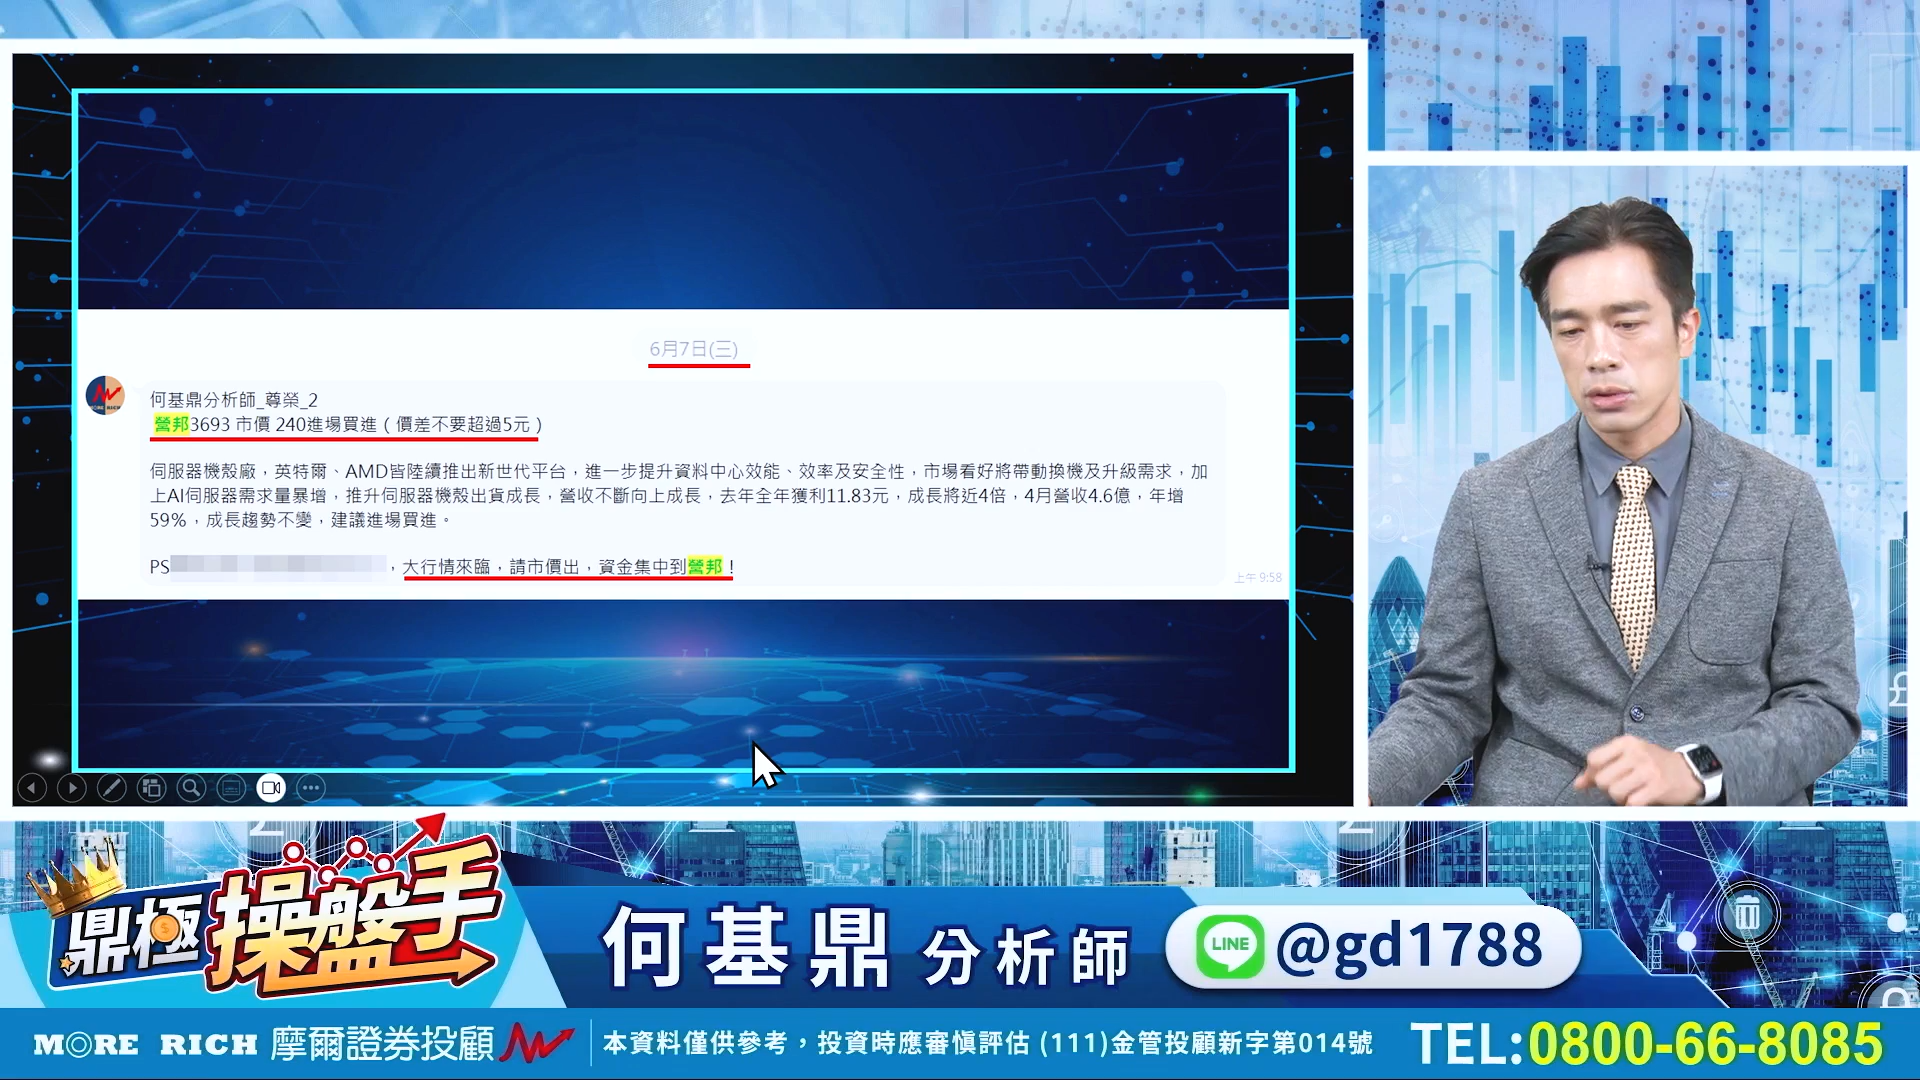 6月7日(三)
何基鼎分析師_尊榮_2
營邦3693 市價 240進場買進（價差不要超過5元）
伺服器機殼廠，英特爾、AMD皆陸續推出新世代平台，進一步提升資料中心效能、效率及安全性，市場看好將帶動換機及升級需求，加
上AI伺服器需求量暴增，推升伺服器機殼出貨成長，營收不斷向上成長，去年全年獲利11.83元，成長將近4倍，4月營收4.6億，年增
59%，成長趨勢不變，建議進場買進。
PS，大行情來臨，請市價出，資金集中到營邦！
上午 9:58
鼎極操盤手
何基鼎 分析師
LINE @gd1788
MORE RICH 摩爾證券投顧
本資料僅供參考，投資時應審慎評估 (111)金管投顧新字第014號
TEL:0800-66-8085